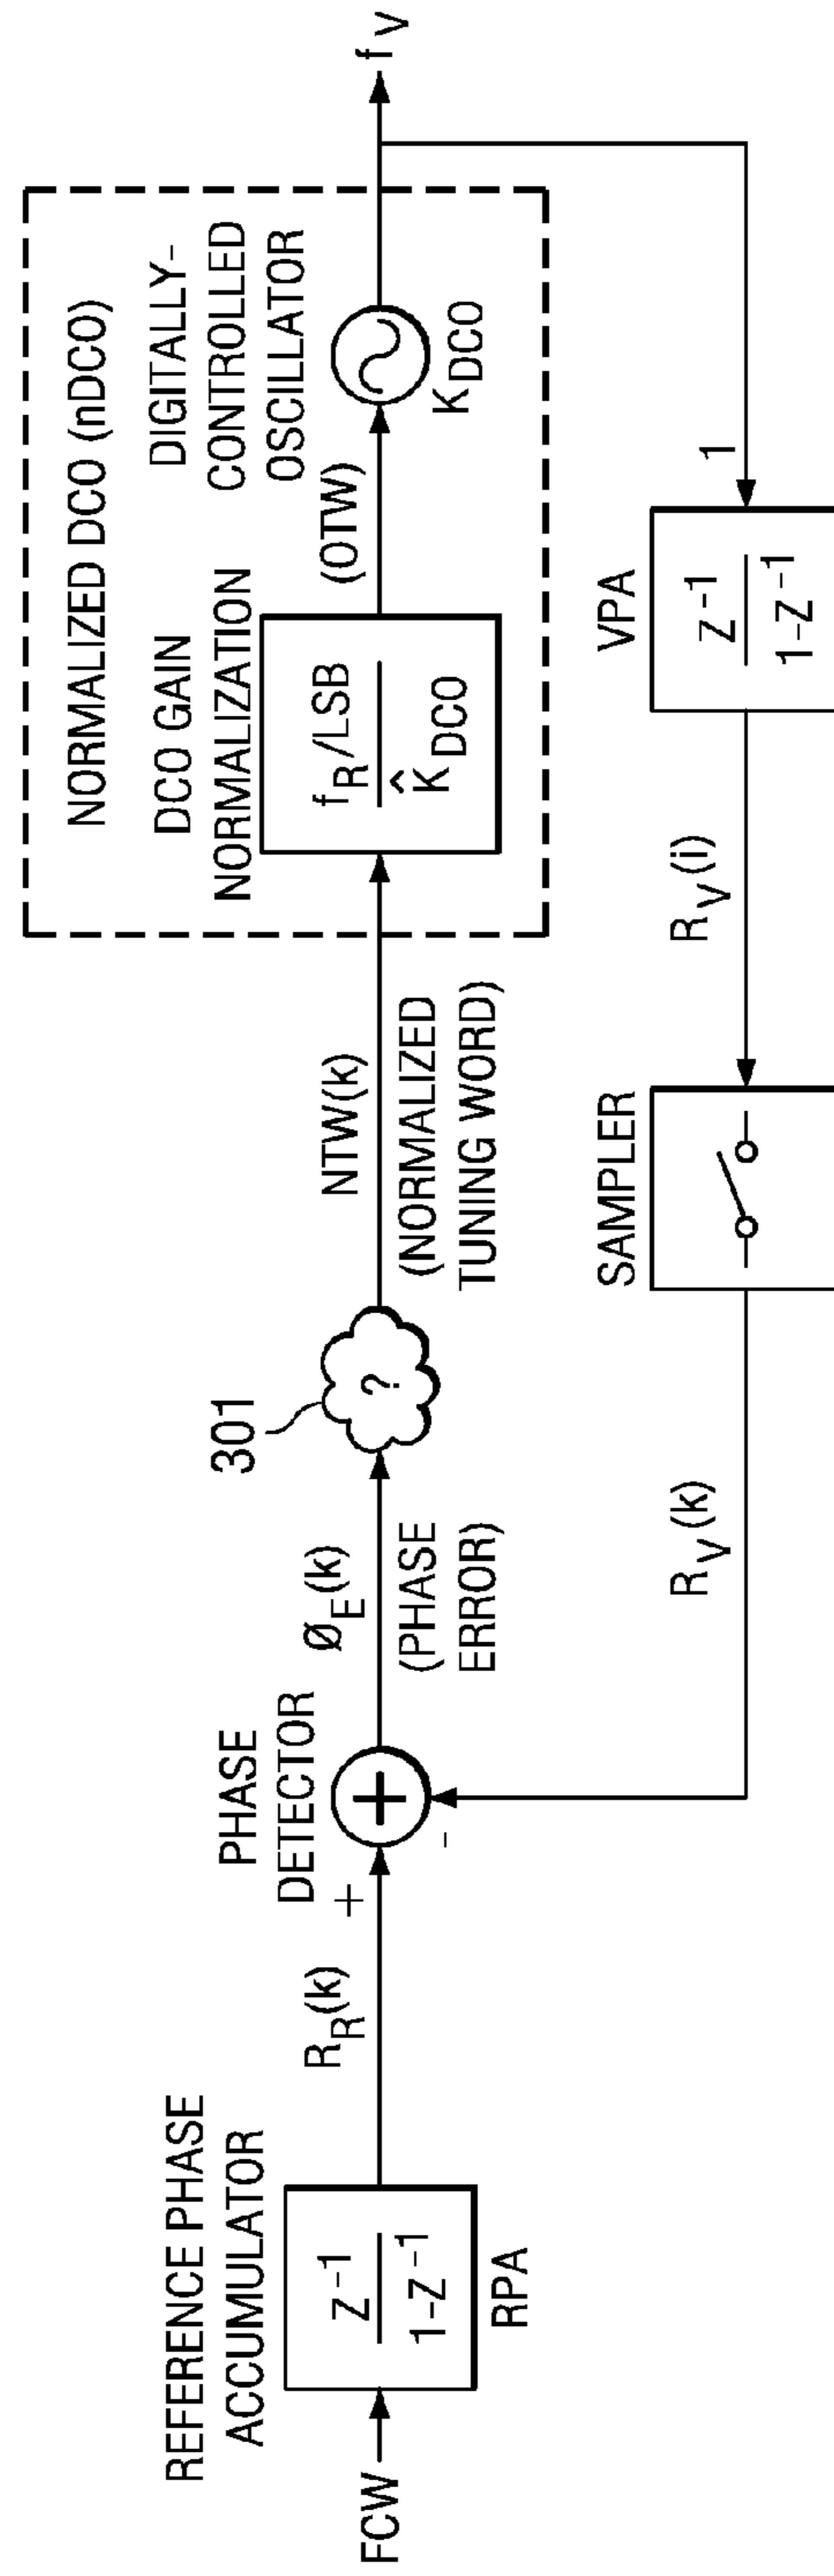 FCW
REFERENCE PHASE
ACCUMULATOR
Z⁻¹
1-Z⁻¹
RPA
R_R(k)
PHASE
DETECTOR
+
+
-
Ø_E(k)
(PHASE
ERROR)
301
?
NTW(k)
(NORMALIZED
TUNING WORD)
NORMALIZED DCO (nDCO)
DCO GAIN
NORMALIZATION
f_R/LSB
K̂_DCO
(OTW)
DIGITALLY-
CONTROLLED
OSCILLATOR
K_DCO
f_V
1
VPA
Z⁻¹
1-Z⁻¹
R_V(i)
SAMPLER
R_V(k)